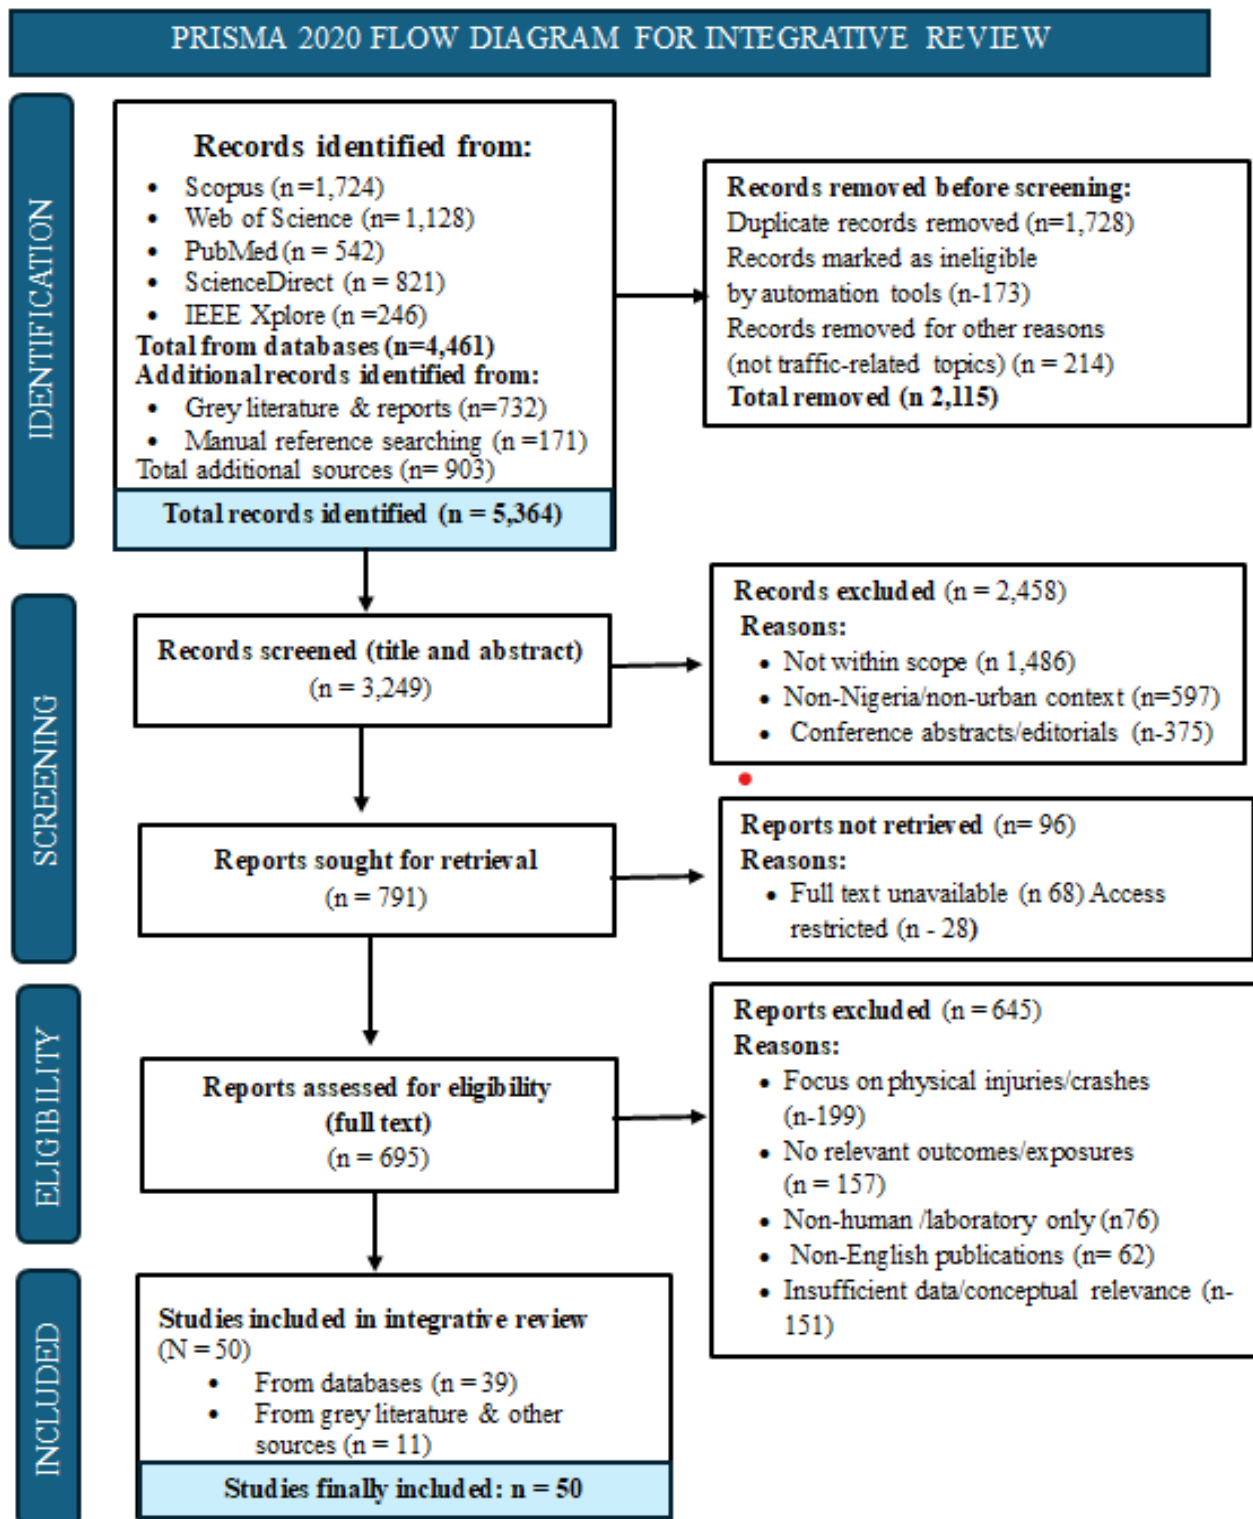 PRISMA 2020 FLOW DIAGRAM FOR INTEGRATIVE REVIEW
IDENTIFICATION
Records identified from:
• Scopus (n =1,724)
• Web of Science (n= 1,128)
• PubMed (n = 542)
• ScienceDirect (n = 821)
• IEEE Xplore (n =246)
Total from databases (n=4,461)
Additional records identified from:
• Grey literature & reports (n=732)
• Manual reference searching (n =171)
Total additional sources (n= 903)
Total records identified (n = 5,364)
Records removed before screening:
Duplicate records removed (n=1,728)
Records marked as ineligible
by automation tools (n-173)
Records removed for other reasons
(not traffic-related topics) (n = 214)
Total removed (n 2,115)
SCREENING
Records screened (title and abstract)
(n = 3,249)
Records excluded (n = 2,458)
Reasons:
• Not within scope (n 1,486)
• Non-Nigeria/non-urban context (n=597)
• Conference abstracts/editorials (n-375)
Reports sought for retrieval
(n = 791)
Reports not retrieved (n= 96)
Reasons:
• Full text unavailable (n 68) Access
restricted (n - 28)
ELIGIBILITY
Reports assessed for eligibility
(full text)
(n = 695)
Reports excluded (n = 645)
Reasons:
• Focus on physical injuries/crashes
(n-199)
• No relevant outcomes/exposures
(n = 157)
• Non-human /laboratory only (n76)
• Non-English publications (n= 62)
• Insufficient data/conceptual relevance (n-
151)
INCLUDED
Studies included in integrative review
(N = 50)
• From databases (n = 39)
• From grey literature & other
sources (n = 11)
Studies finally included: n = 50